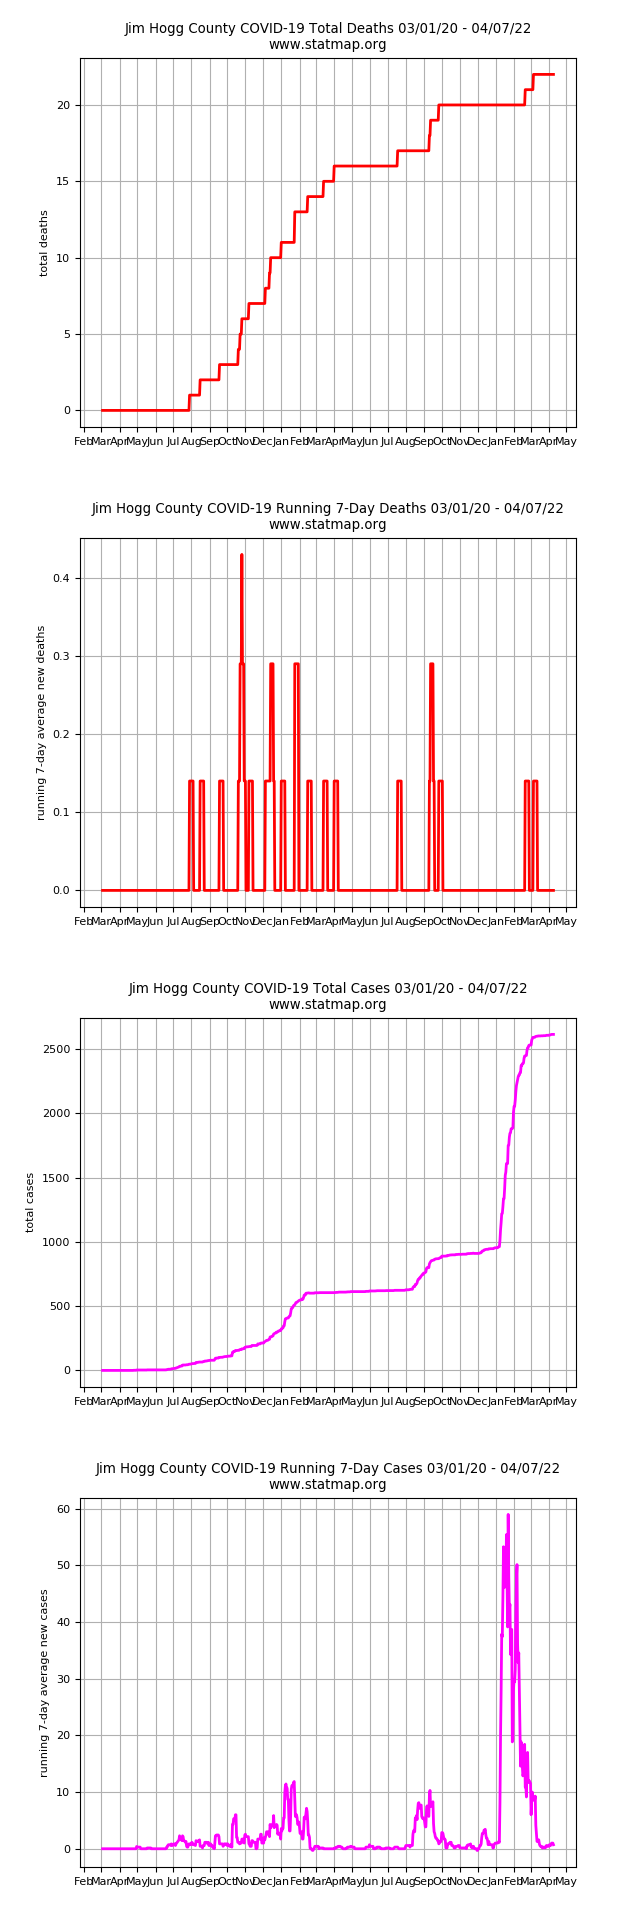 Jim Hogg County COVID-19 Total Deaths 03/01/20 - 04/07/22
www.statmap.org
total deaths
20
15
10
5
0
Feb Mar Apr May Jun Jul Aug Sep Oct Nov Dec Jan Feb Mar Apr May Jun Jul Aug Sep Oct Nov Dec Jan Feb Mar Apr May
Jim Hogg County COVID-19 Running 7-Day Deaths 03/01/20 - 04/07/22
www.statmap.org
running 7-day average new deaths
0.4
0.3
0.2
0.1
0.0
Feb Mar Apr May Jun Jul Aug Sep Oct Nov Dec Jan Feb Mar Apr May Jun Jul Aug Sep Oct Nov Dec Jan Feb Mar Apr May
Jim Hogg County COVID-19 Total Cases 03/01/20 - 04/07/22
www.statmap.org
total cases
2500
2000
1500
1000
500
0
Feb Mar Apr May Jun Jul Aug Sep Oct Nov Dec Jan Feb Mar Apr May Jun Jul Aug Sep Oct Nov Dec Jan Feb Mar Apr May
Jim Hogg County COVID-19 Running 7-Day Cases 03/01/20 - 04/07/22
www.statmap.org
running 7-day average new cases
60
50
40
30
20
10
0
Feb Mar Apr May Jun Jul Aug Sep Oct Nov Dec Jan Feb Mar Apr May Jun Jul Aug Sep Oct Nov Dec Jan Feb Mar Apr May